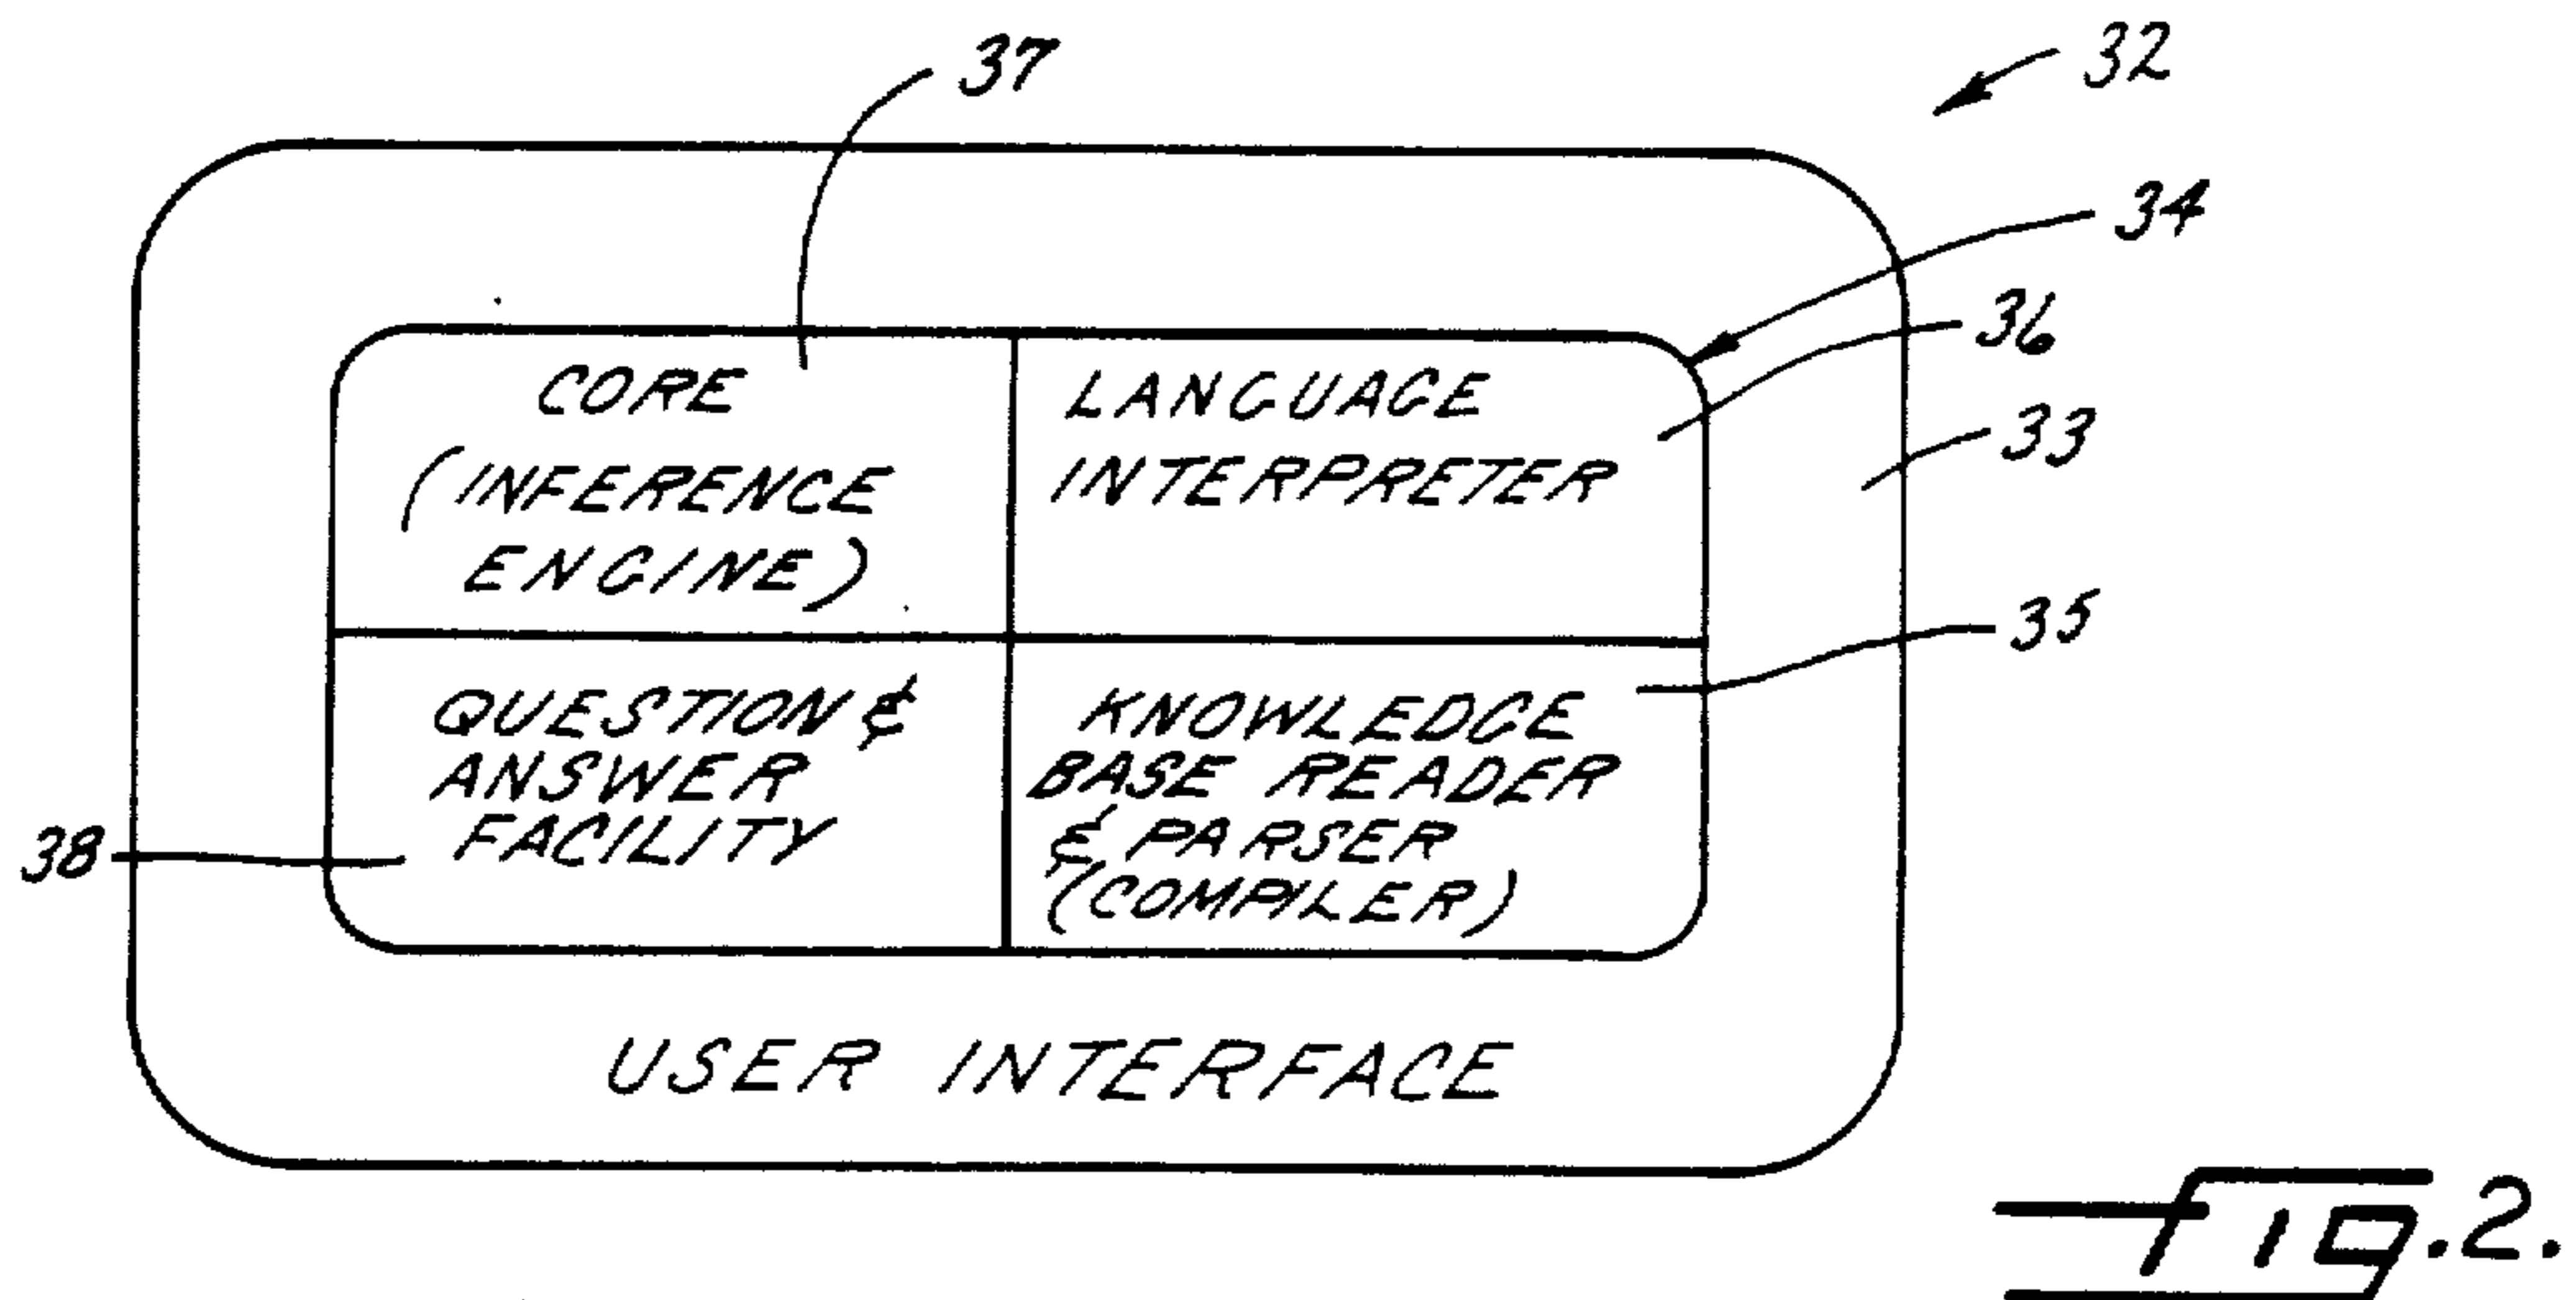 37
32
34
36
33
CORE
(INFERENCE
ENGINE)
LANGUAGE
INTERPRETER
35
QUESTION &
ANSWER
FACILITY
38
KNOWLEDGE
BASE READER
& PARSER
(COMPILER)
USER INTERFACE
Fig. 2.